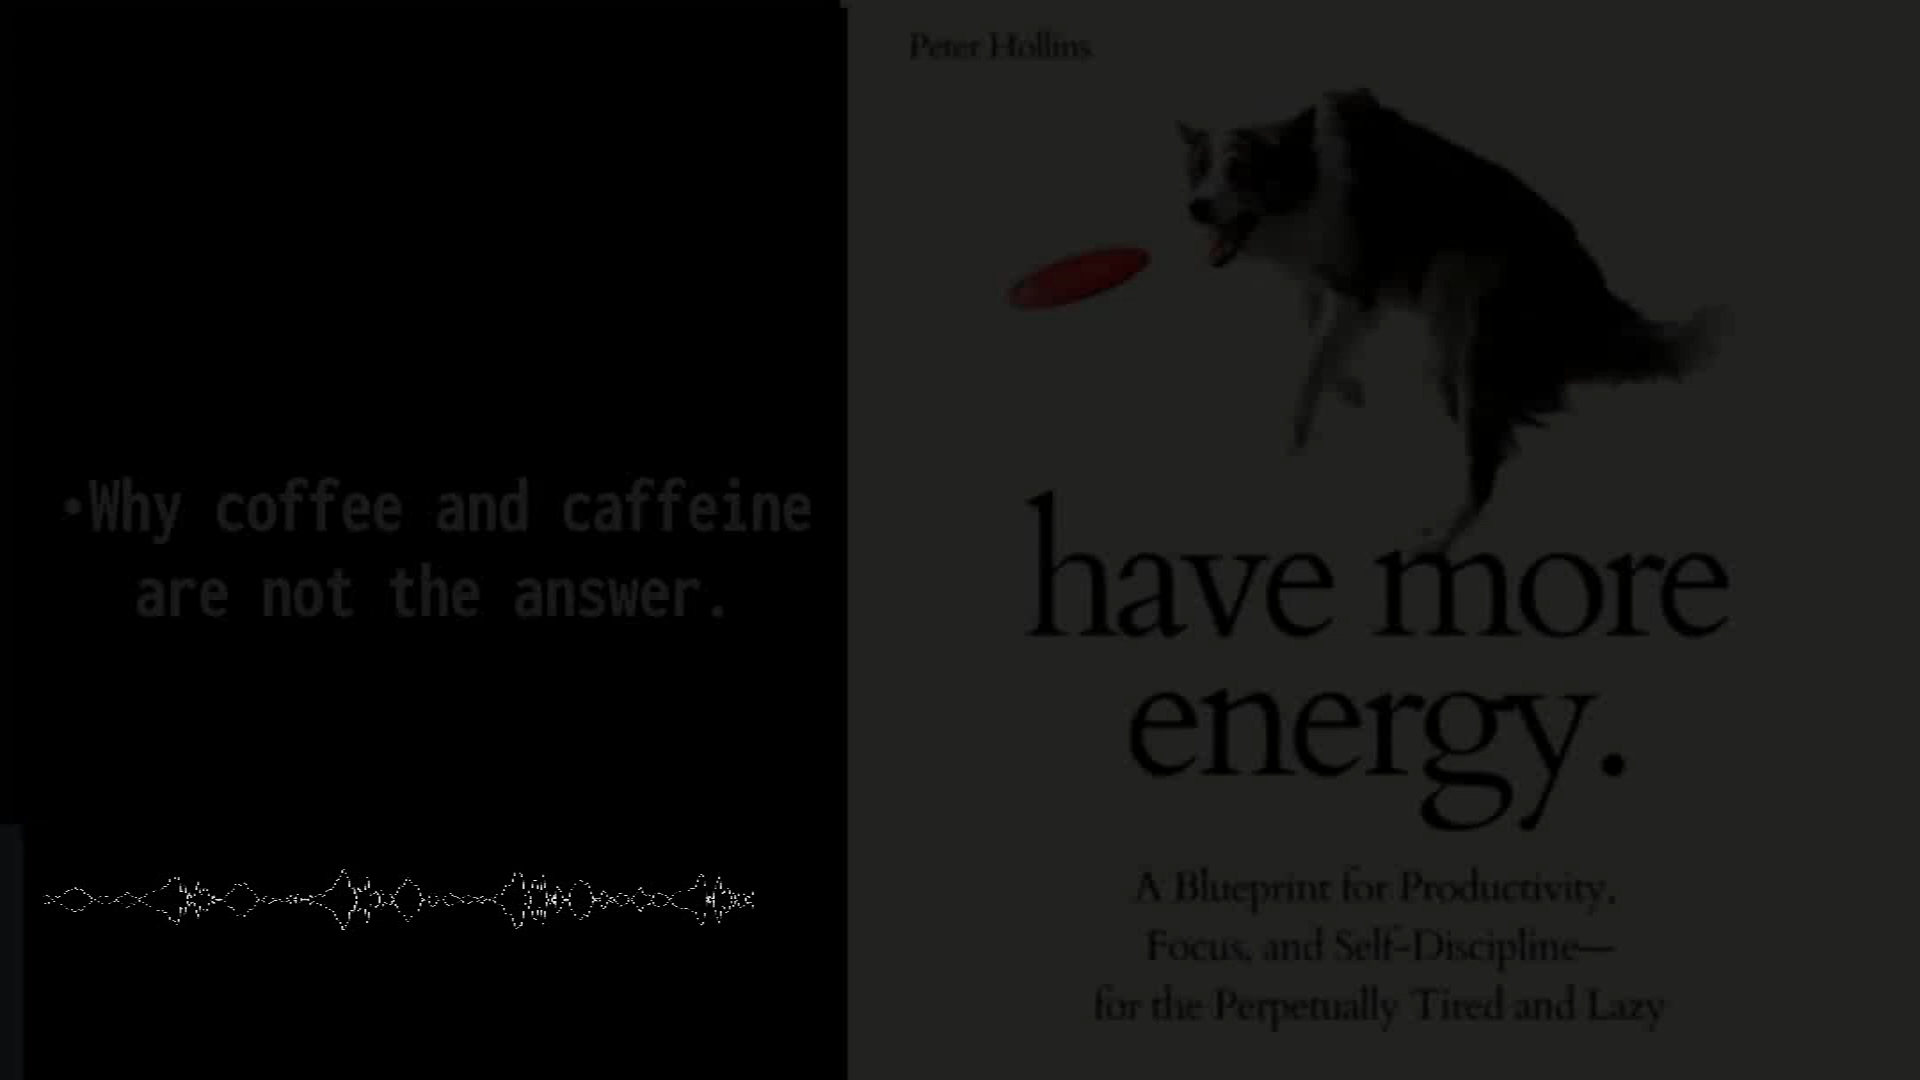 •Why coffee and caffeine
are not the answer.
Peter Hollins
have more
energy.
A Blueprint for Productivity,
Focus, and Self-Discipline—
for the Perpetually Tired and Lazy